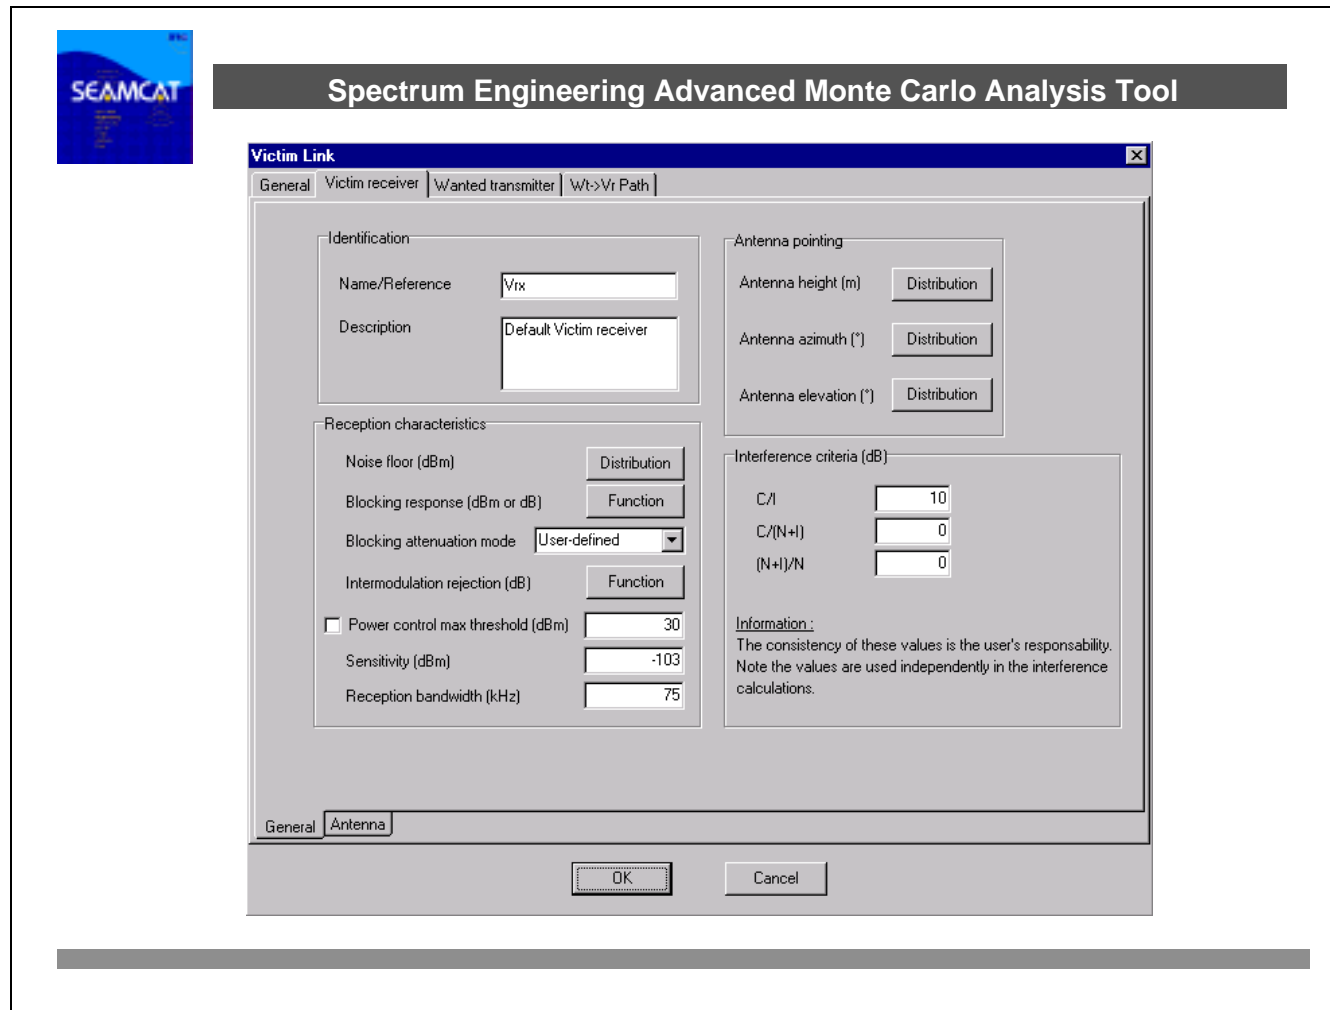 SEAMCAT
Spectrum Engineering Advanced Monte Carlo Analysis Tool
Victim Link
General Victim receiver Wanted transmitter Wt->Vr Path
Identification
Name/Reference Vrx
Description Default Victim receiver
Reception characteristics
Noise floor (dBm) Distribution
Blocking response (dBm or dB) Function
Blocking attenuation mode User-defined
Intermodulation rejection (dB) Function
Power control max threshold (dBm) 30
Sensitivity (dBm) -103
Reception bandwidth (kHz) 75
Antenna pointing
Antenna height (m) Distribution
Antenna azimuth (°) Distribution
Antenna elevation (°) Distribution
Interference criteria (dB)
C/I 10
C/(N+I) 0
(N+I)/N 0
Information :
The consistency of these values is the user's responsability.
Note the values are used independently in the interference
calculations.
General Antenna
OK Cancel